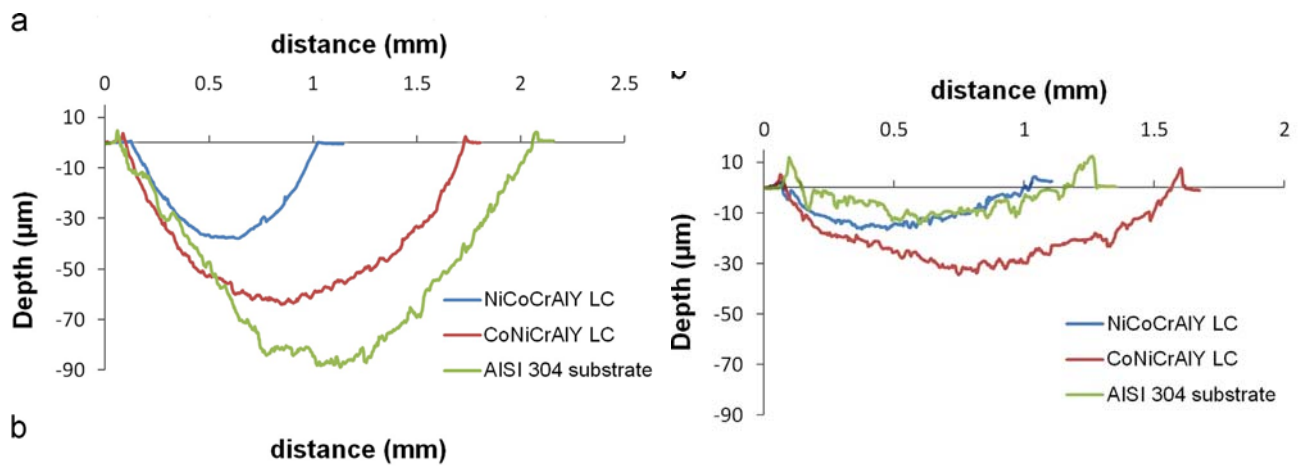 a
distance (mm)
0 0.5 1 1.5 2 2.5
10
-10
-30
-50
-70
-90
Depth (µm)
NiCoCrAlY LC
CoNiCrAlY LC
AISI 304 substrate
b
distance (mm)
distance (mm)
0 0.5 1 1.5 2
10
-10
-30
-50
-70
-90
Depth (µm)
NiCoCrAlY LC
CoNiCrAlY LC
AISI 304 substrate